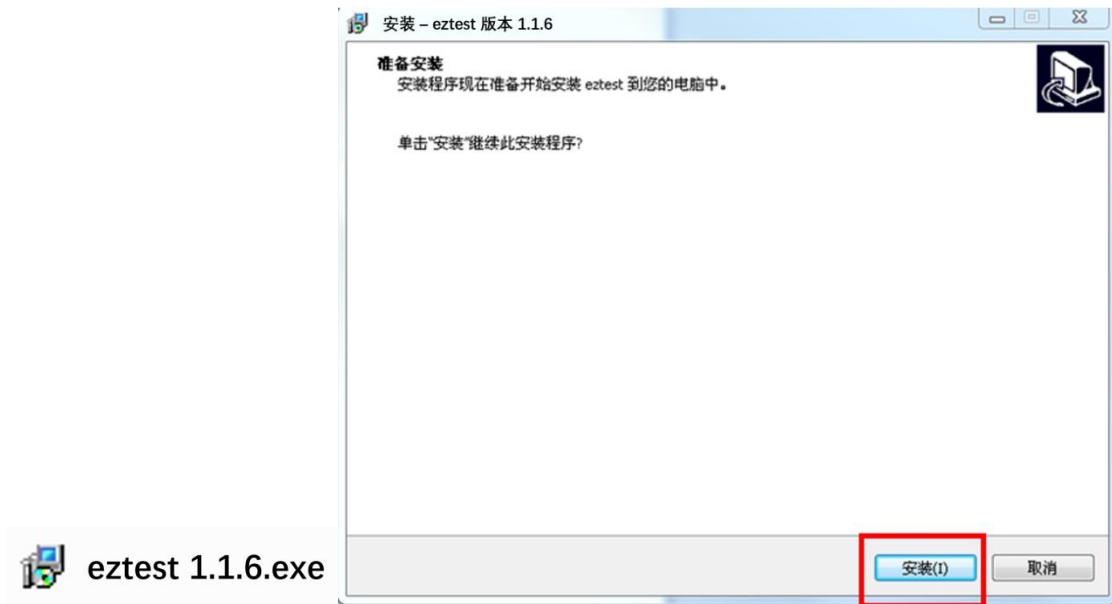 安装 – eztest 版本 1.1.6
准备安装
安装程序现在准备开始安装 eztest 到您的电脑中。
单击"安装"继续此安装程序?
eztest 1.1.6.exe
安装(I)
取消